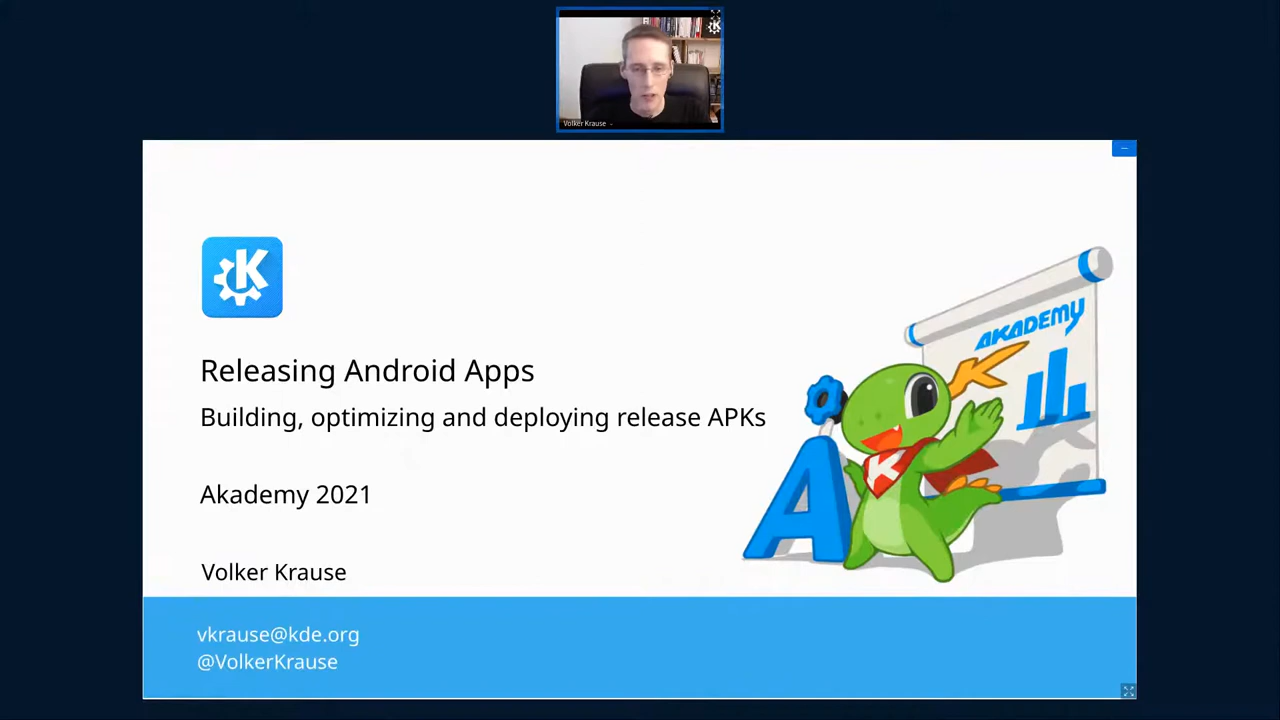 Volker Krause
K
AKADEMY
K
Releasing Android Apps
Building, optimizing and deploying release APKs
A
K
Akademy 2021
Volker Krause
vkrause@kde.org
@VolkerKrause